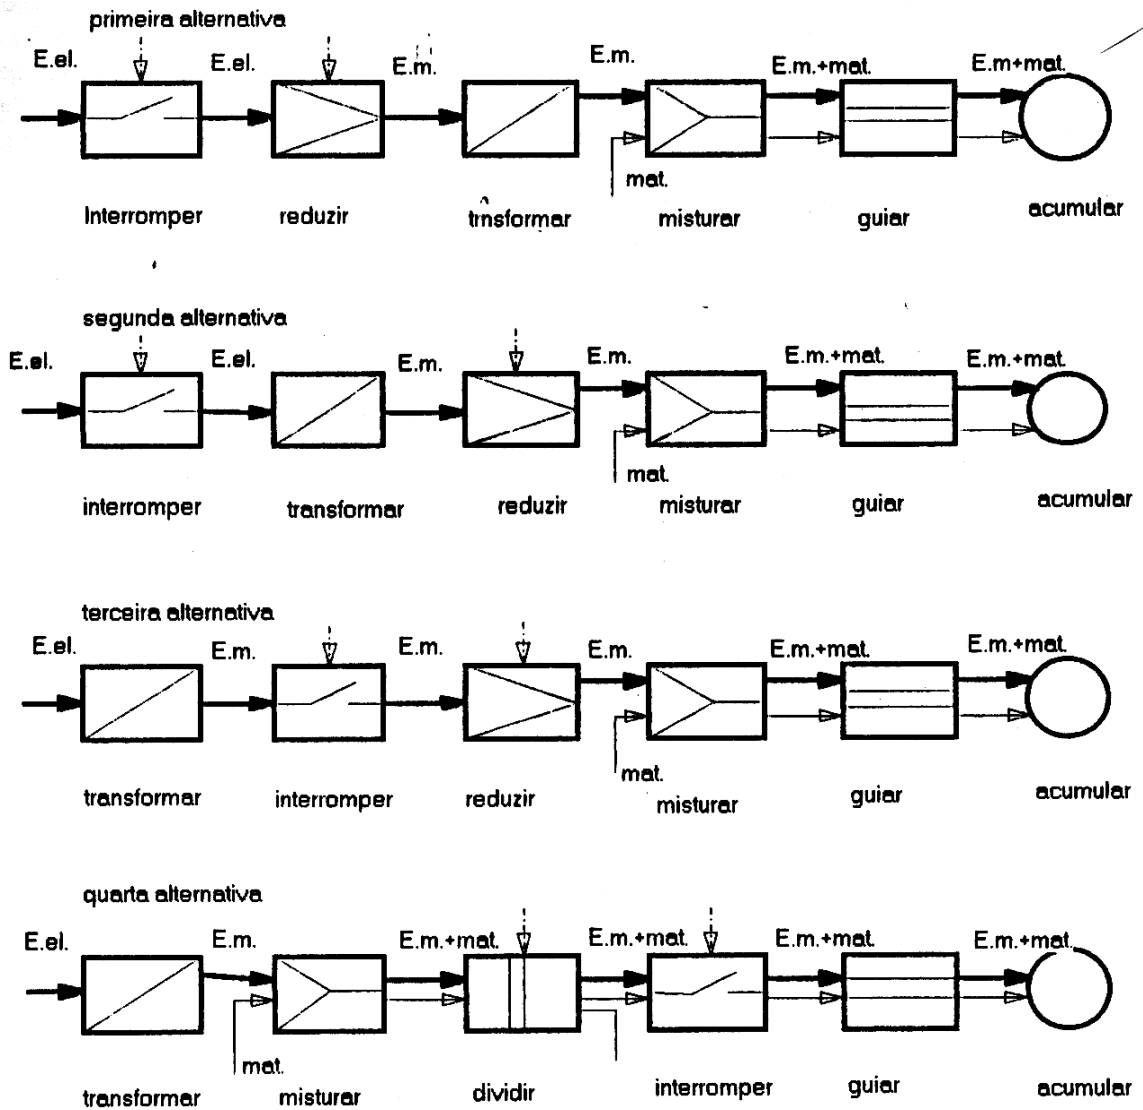 primeira alternativa
E.el. E.el. E.m. E.m. E.m.+mat. E.m+mat.
mat.
Interromper reduzir trnsformar misturar guiar acumular
segunda alternativa
E.el. E.el. E.m. E.m. E.m.+mat. E.m.+mat.
mat.
interromper transformar reduzir misturar guiar acumular
terceira alternativa
E.el. E.m. E.m. E.m. E.m.+mat. E.m.+mat.
mat.
transformar interromper reduzir misturar guiar acumular
quarta alternativa
E.el. E.m. E.m.+mat. E.m.+mat. E.m.+mat. E.m.+mat.
mat.
transformar misturar dividir interromper guiar acumular